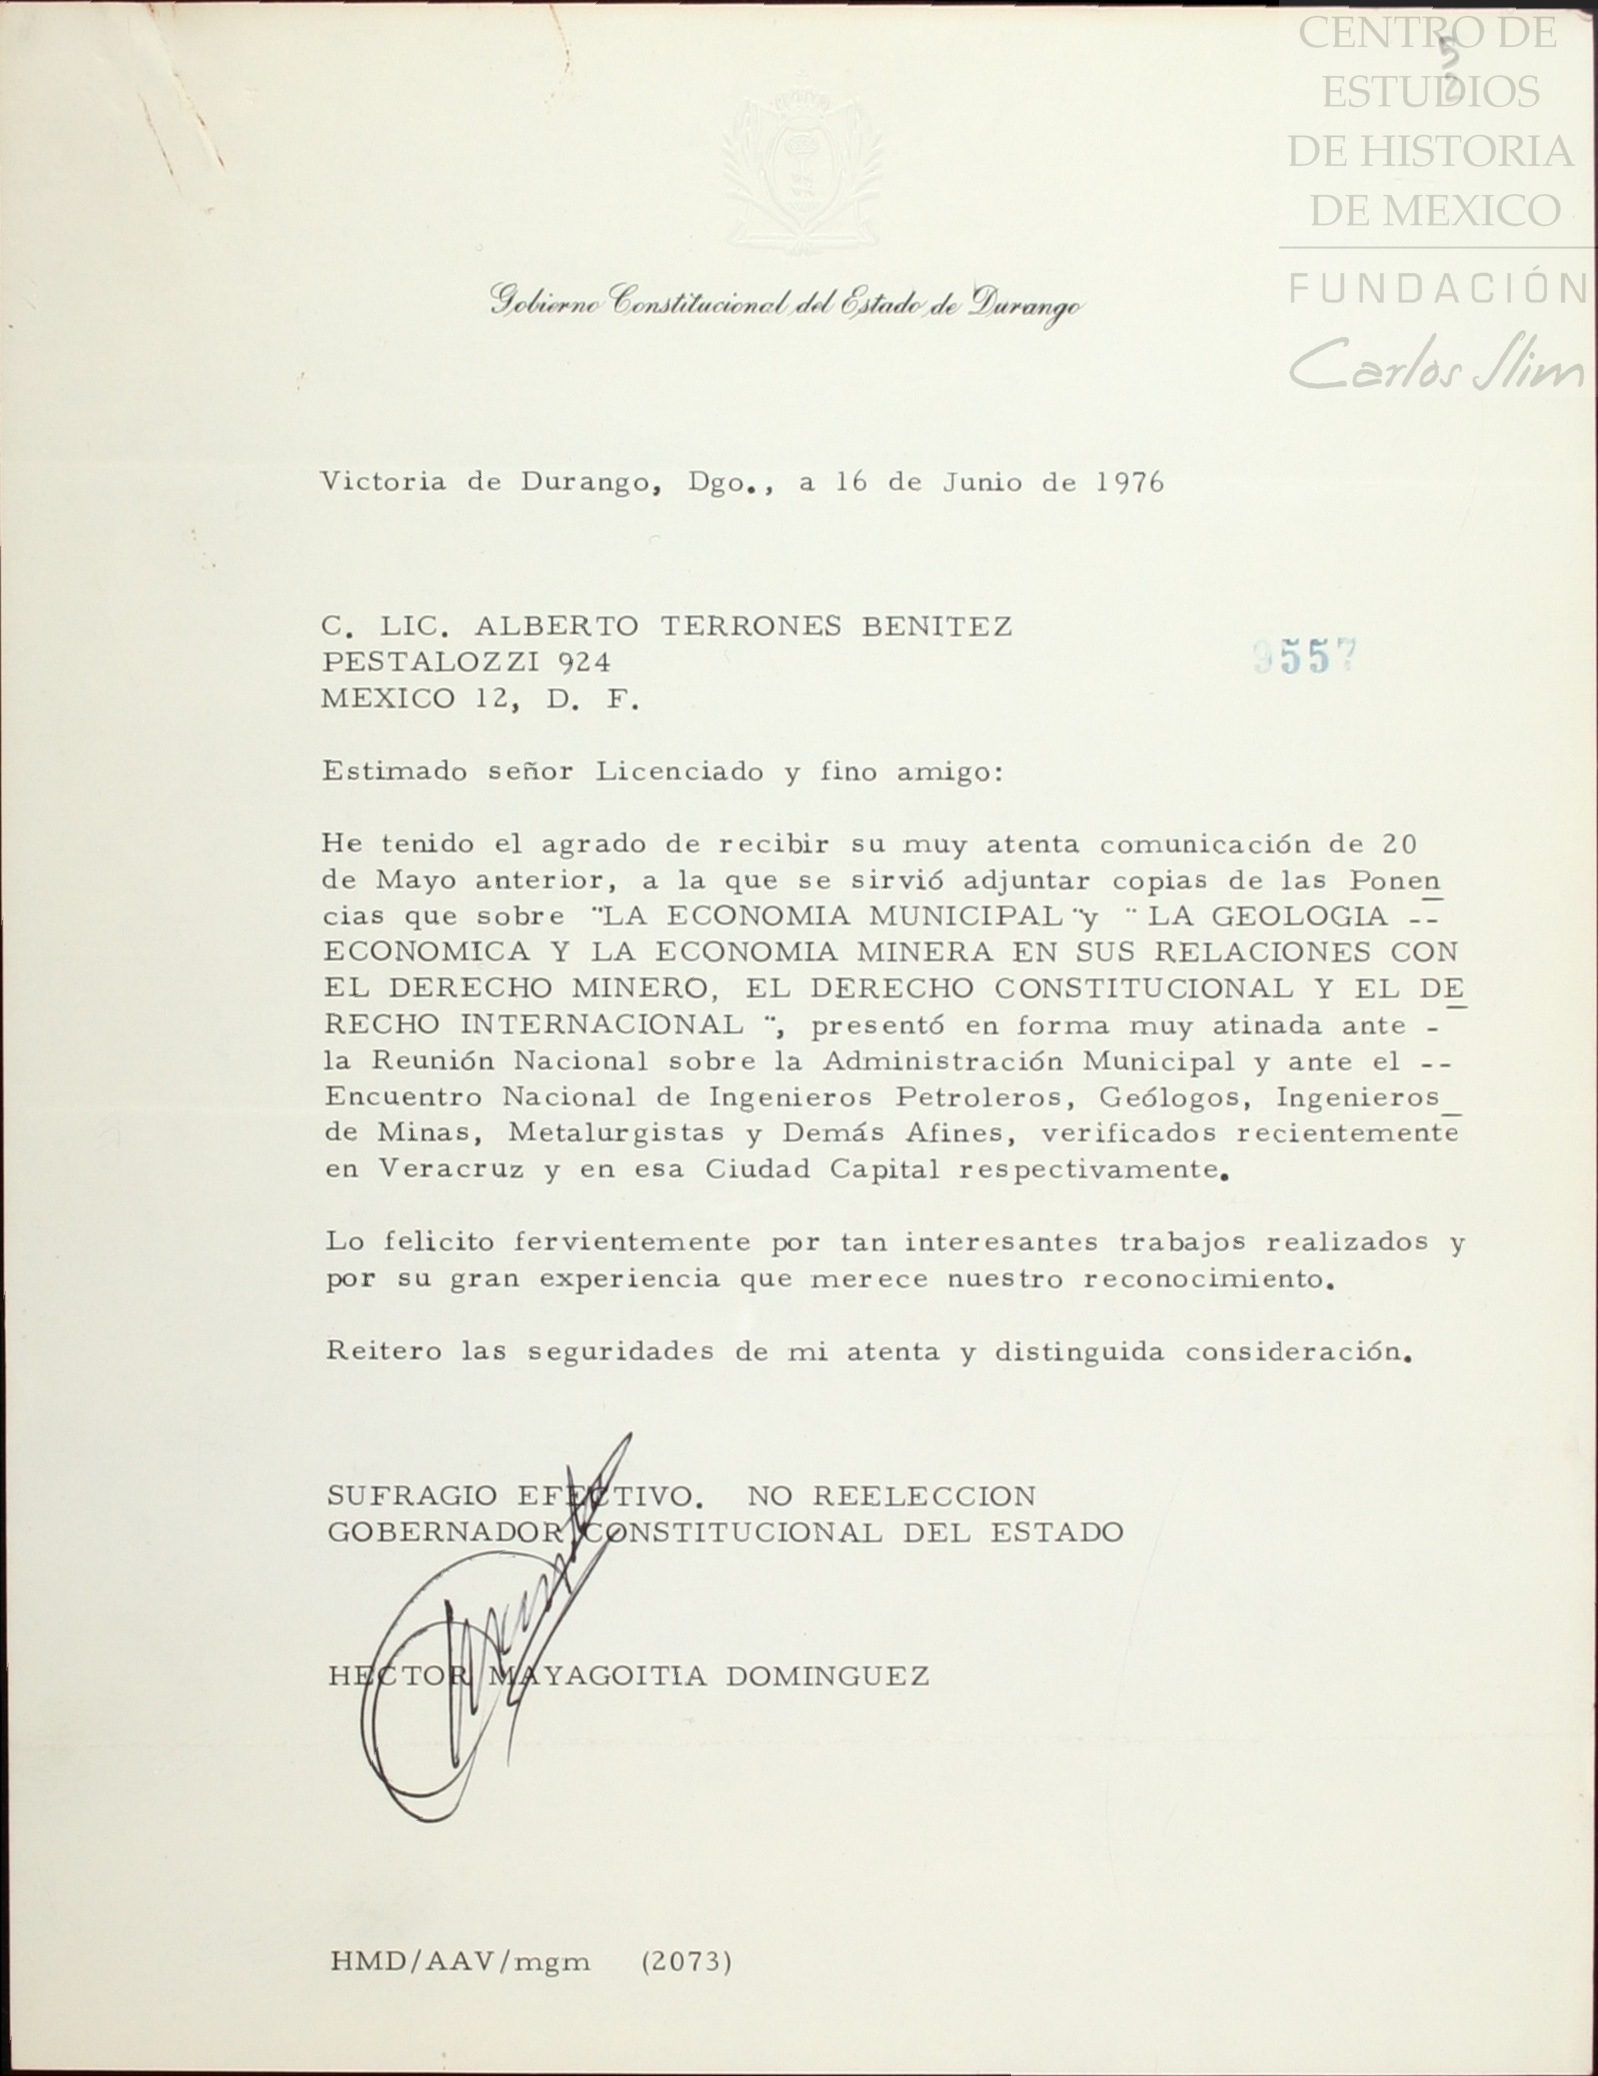 CENTRO DE
ESTUDIOS
DE HISTORIA
DE MEXICO
FUNDACIÓN
Carlos Slim
52
Gobierno Constitucional del Estado de Durango
Victoria de Durango, Dgo., a 16 de Junio de 1976
C. LIC. ALBERTO TERRONES BENITEZ
PESTALOZZI 924
9557
MEXICO 12, D. F.
Estimado señor Licenciado y fino amigo:
He tenido el agrado de recibir su muy atenta comunicación de 20
de Mayo anterior, a la que se sirvió adjuntar copias de las Ponen
cias que sobre "LA ECONOMIA MUNICIPAL "y " LA GEOLOGIA --
ECONOMICA Y LA ECONOMIA MINERA EN SUS RELACIONES CON
EL DERECHO MINERO, EL DERECHO CONSTITUCIONAL Y EL DE
RECHO INTERNACIONAL ", presentó en forma muy atinada ante -
la Reunión Nacional sobre la Administración Municipal y ante el --
Encuentro Nacional de Ingenieros Petroleros, Geólogos, Ingenieros_
de Minas, Metalurgistas y Demás Afines, verificados recientemente
en Veracruz y en esa Ciudad Capital respectivamente.
Lo felicito fervientemente por tan interesantes trabajos realizados y
por su gran experiencia que merece nuestro reconocimiento.
Reitero las seguridades de mi atenta y distinguida consideración.
SUFRAGIO EFECTIVO. NO REELECCION
GOBERNADOR CONSTITUCIONAL DEL ESTADO
HECTOR MAYAGOITIA DOMINGUEZ
HMD/AAV/mgm (2073)